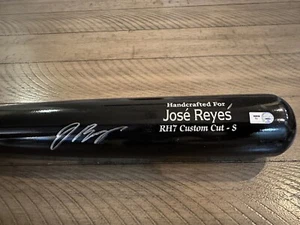 Handcrafted For
José Reyes
RH7 Custom Cut - S